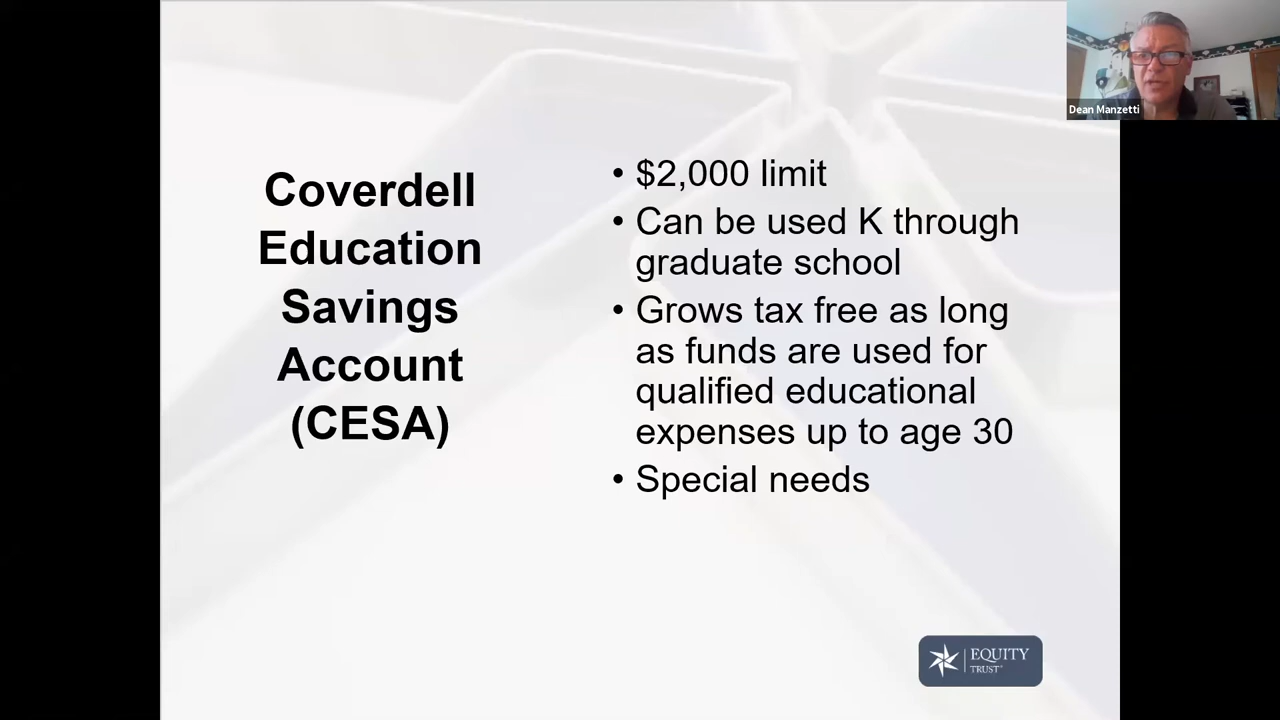 Dean Manzetti
Coverdell
Education
Savings
Account
(CESA)
• $2,000 limit
• Can be used K through
graduate school
• Grows tax free as long
as funds are used for
qualified educational
expenses up to age 30
• Special needs
EQUITY
TRUST